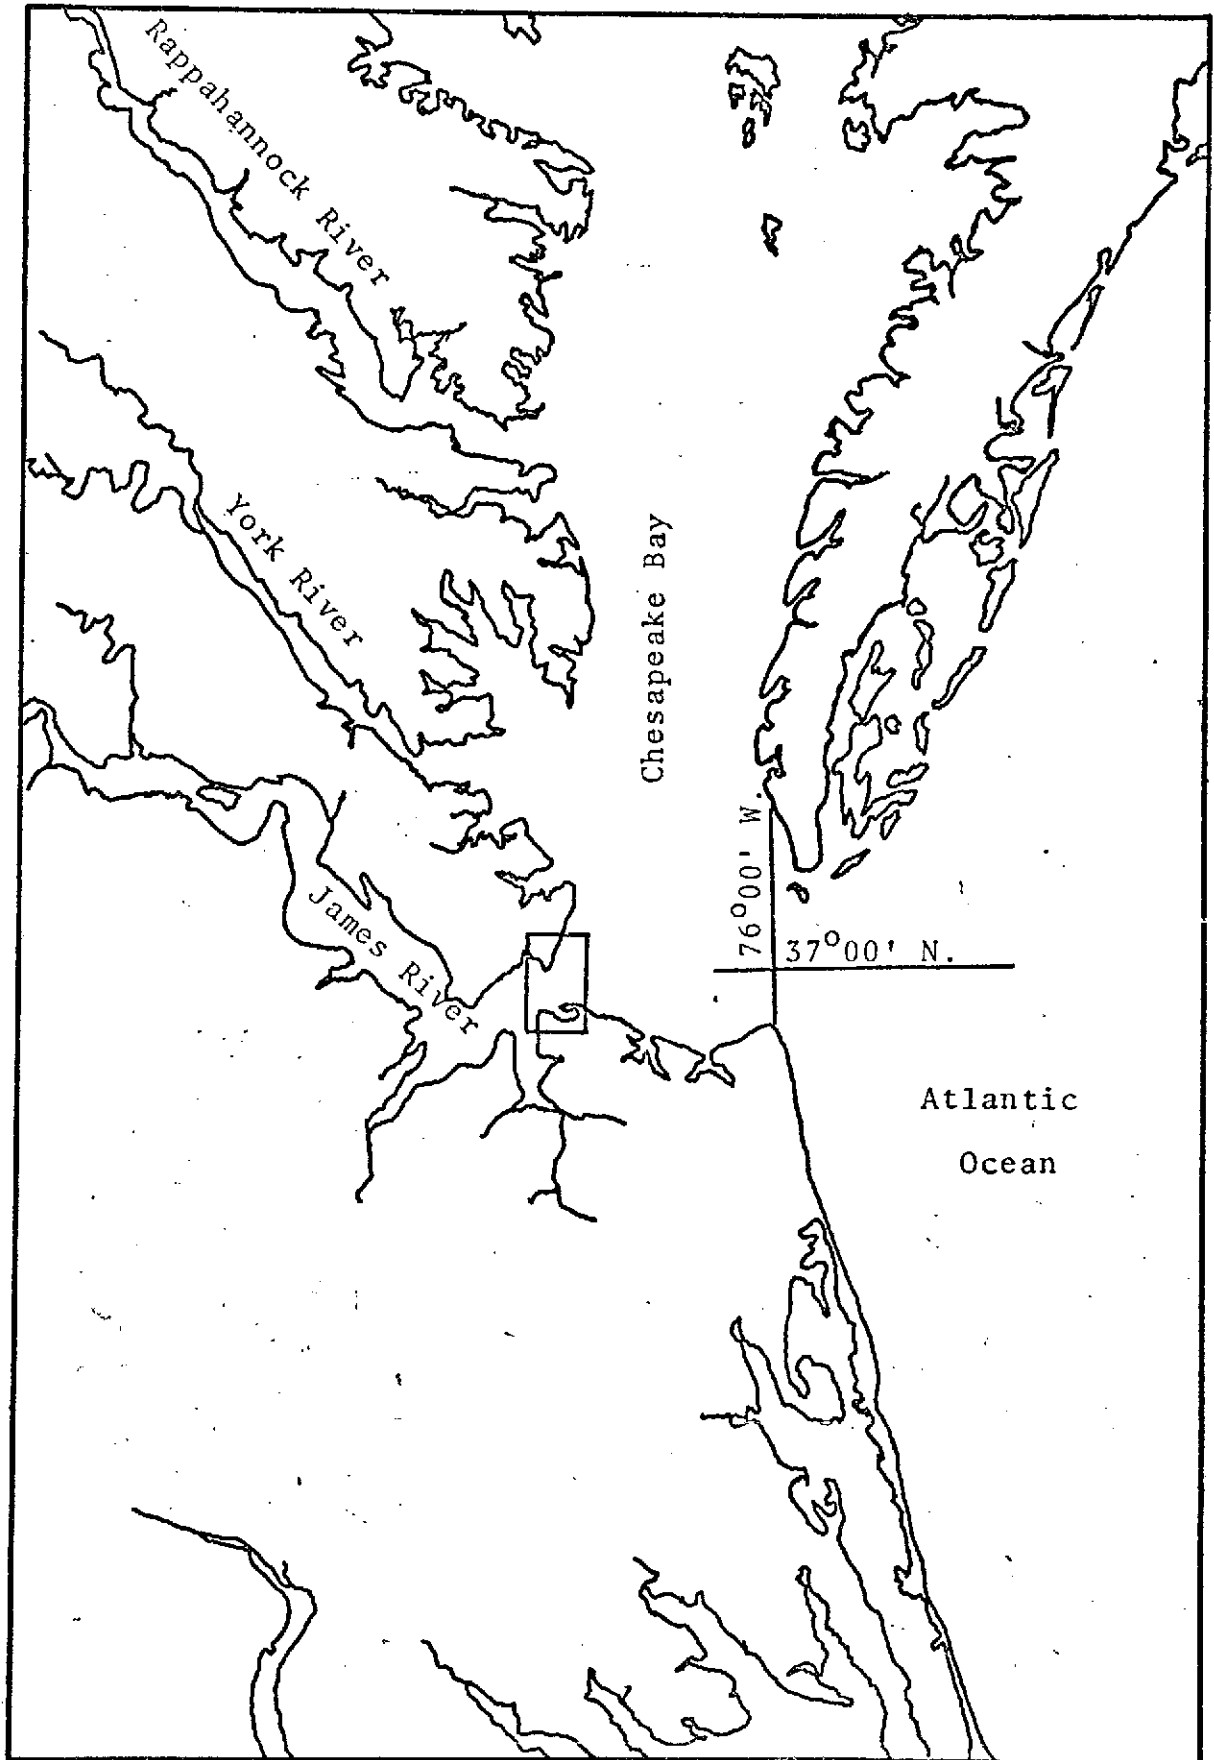 Rappahannock River
York River
Chesapeake Bay
James River
76°00' W.
37°00' N.
Atlantic
Ocean